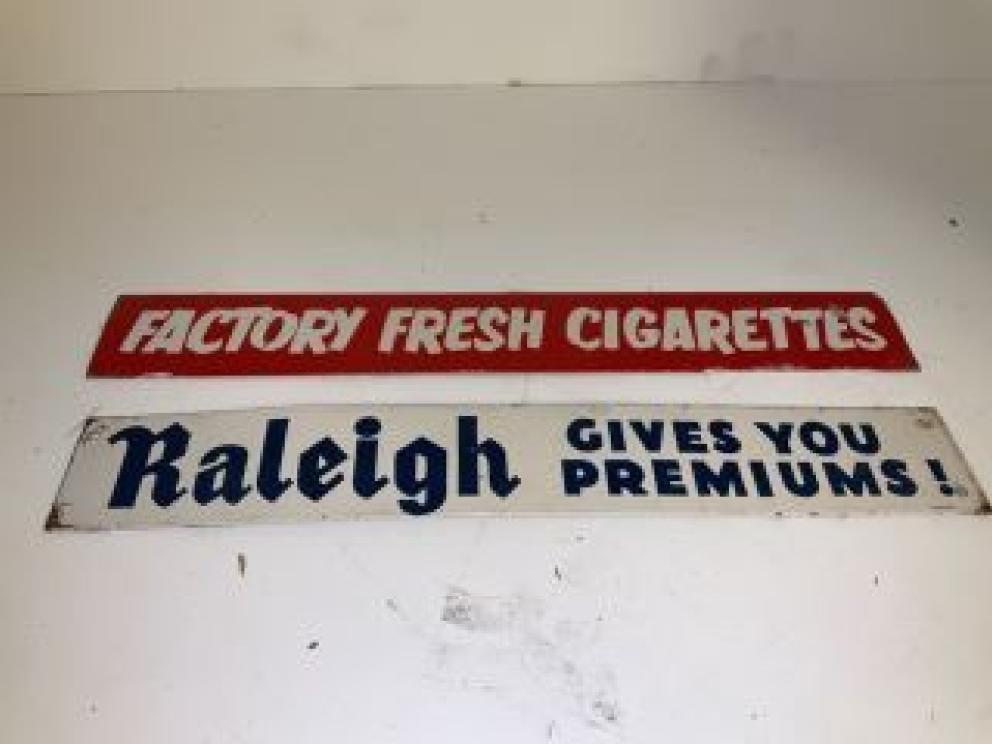 FACTORY FRESH CIGARETTES
Raleigh GIVES YOU
PREMIUMS!